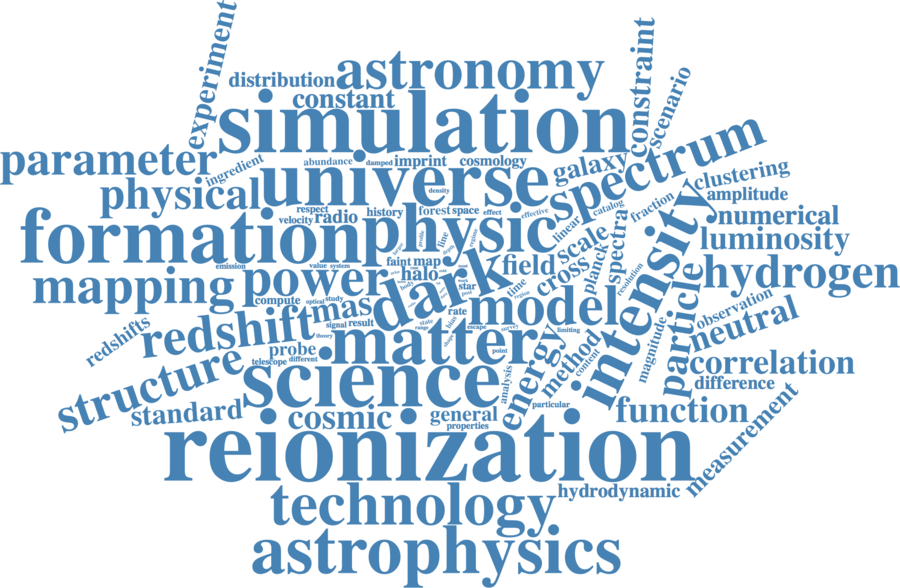 experiment
distribution
astronomy
constant
simulation
constraint
scenario
parameter
ingredient
abundance
damped
imprint
cosmology
galaxy
spectrum
physical
universe
density
clustering
amplitude
catalog
fraction
respect
velocity
radio
history
forest
space
effect
effective
linear
numerical
formation
physic
line
scale
spectra
luminosity
emission
value
system
faint
map
halo
field
cross
planck
intensity
resolution
hydrogen
mapping
power
dark
star
time
region
particle
compute
optical
study
mass
model
observation
neutral
redshifts
redshift
signal
result
rate
state
range
bias
escape
survey
limiting
magnitude
theory
probe
different
telescope
matter
shape
point
energy
method
content
correlation
difference
structure
science
analysis
standard
cosmic
general
properties
particular
function
measurement
reionization
technology
hydrodynamic
astrophysics